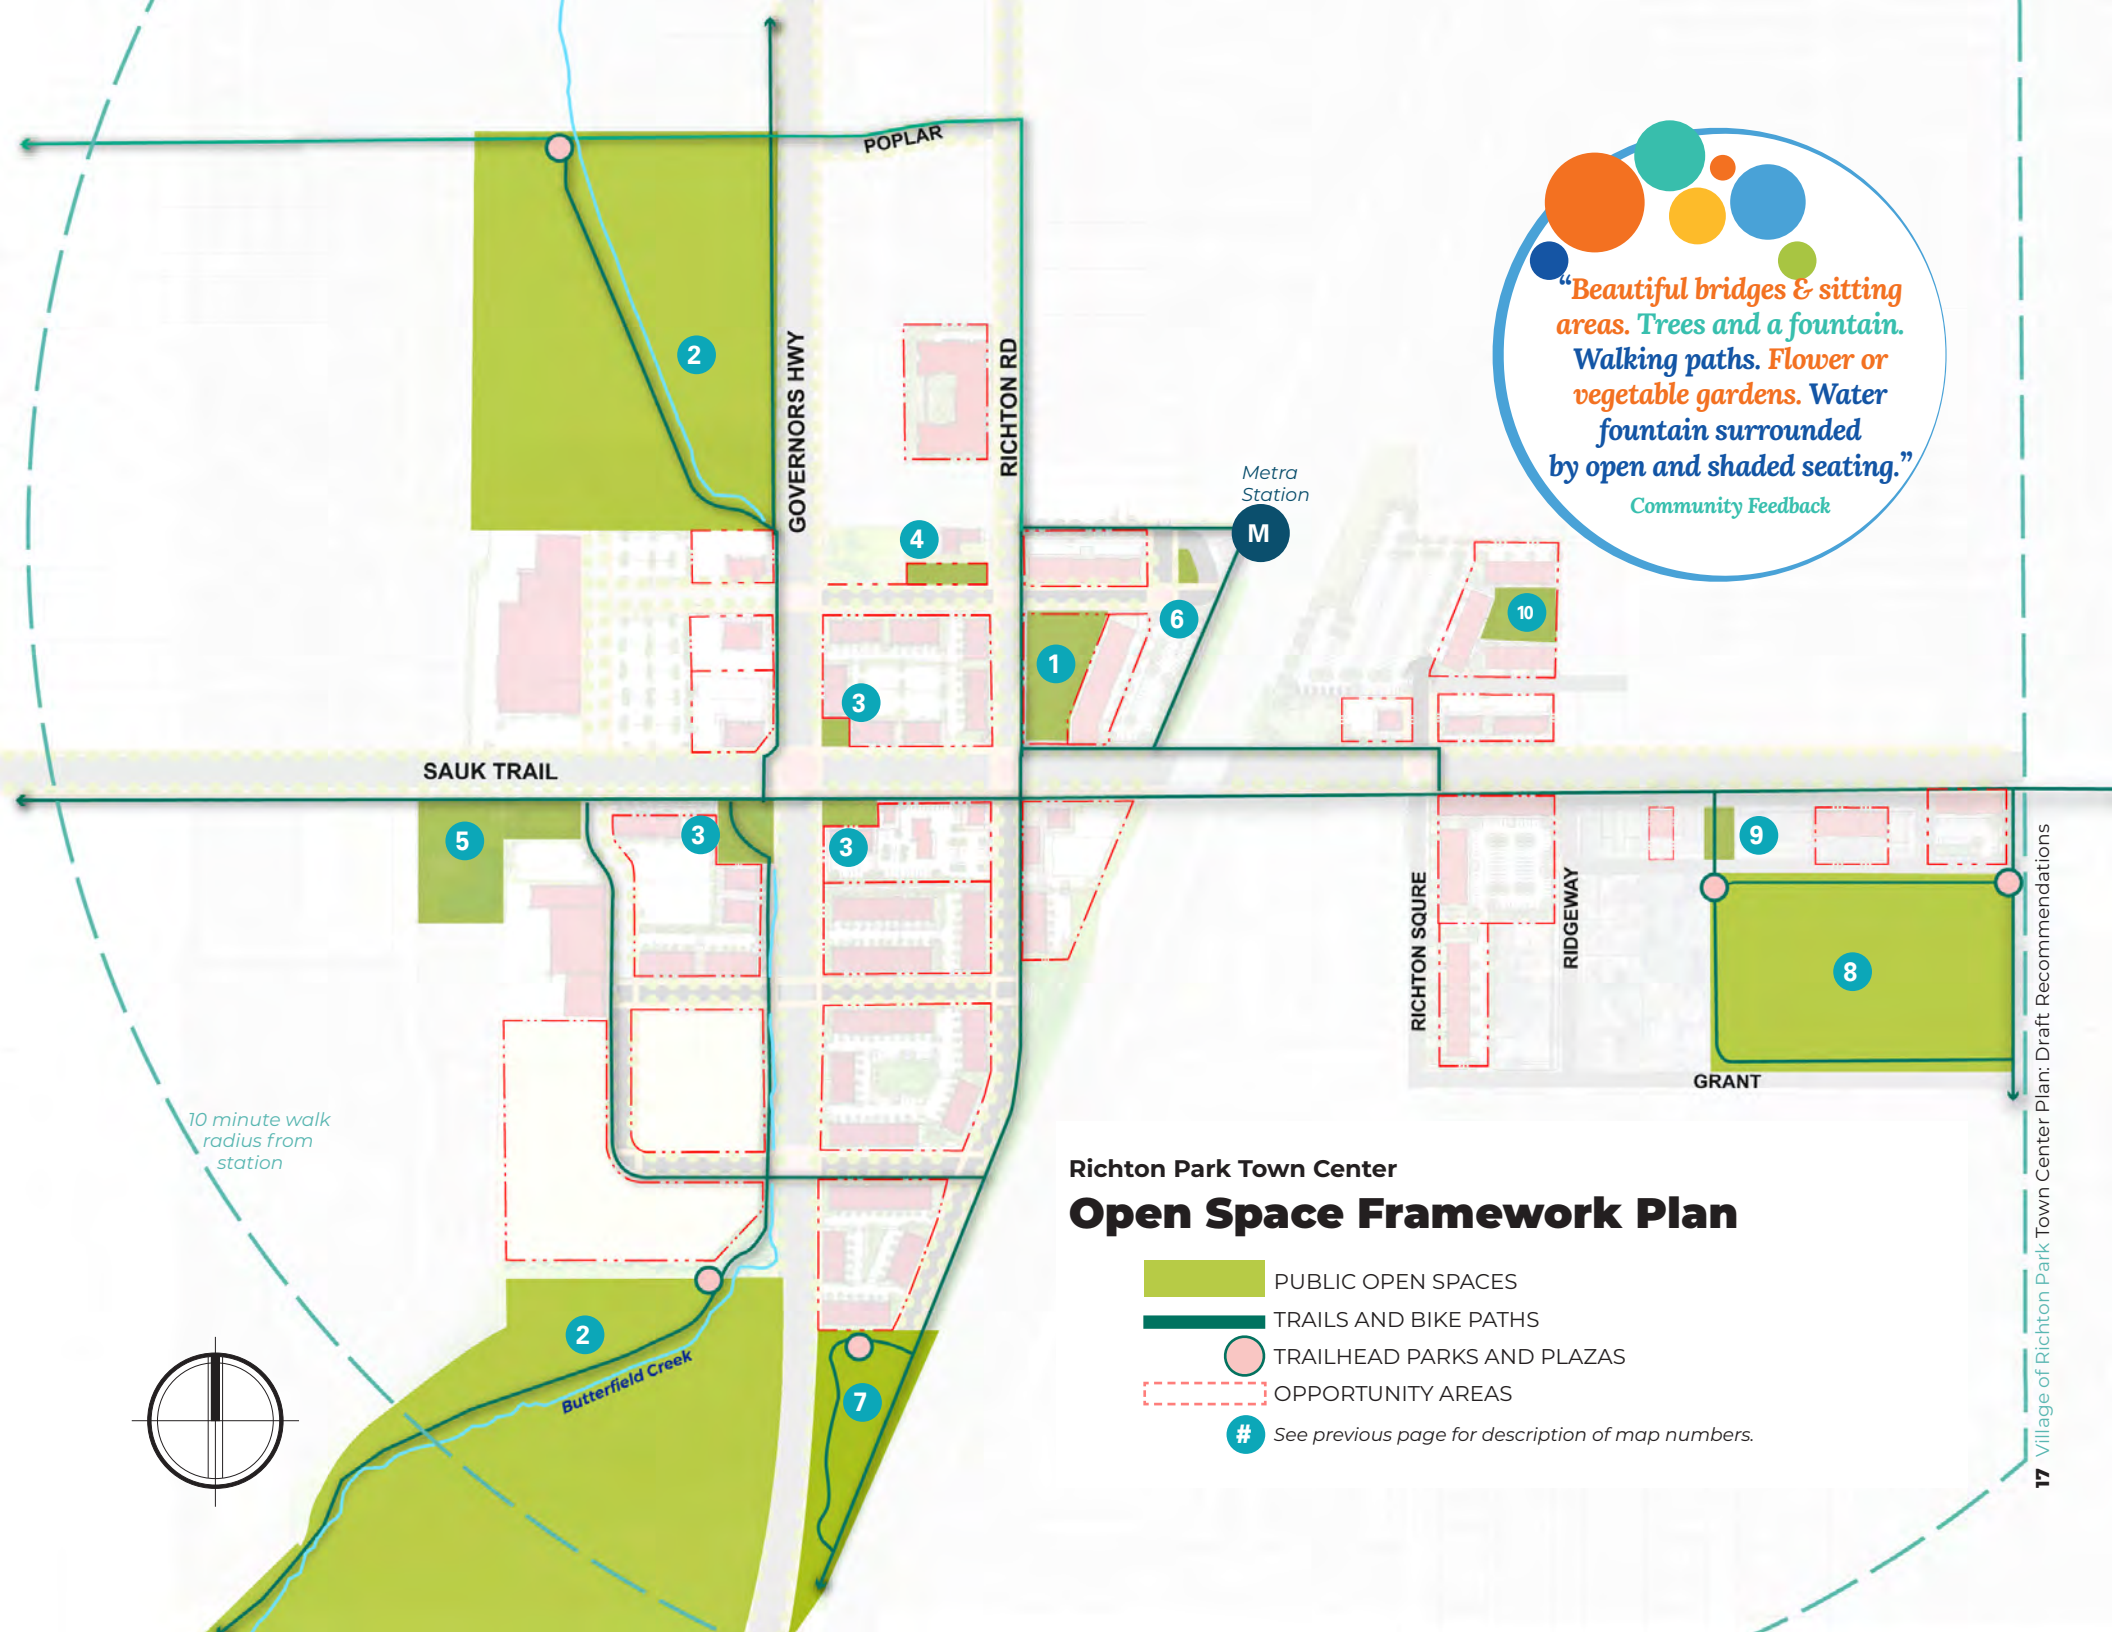 POPLAR
GOVERNORS HWY
RICHTON RD
2
4
Metra
Station
M
6
1
3
10
“Beautiful bridges & sitting
areas. Trees and a fountain.
Walking paths. Flower or
vegetable gardens. Water
fountain surrounded
by open and shaded seating.”
Community Feedback
SAUK TRAIL
5
3
3
9
8
RICHTON SQURE
RIDGEWAY
GRANT
10 minute walk
radius from
station
2
Butterfield Creek
7
Richton Park Town Center
Open Space Framework Plan
PUBLIC OPEN SPACES
TRAILS AND BIKE PATHS
TRAILHEAD PARKS AND PLAZAS
OPPORTUNITY AREAS
# See previous page for description of map numbers.
17 Village of Richton Park Town Center Plan: Draft Recommendations